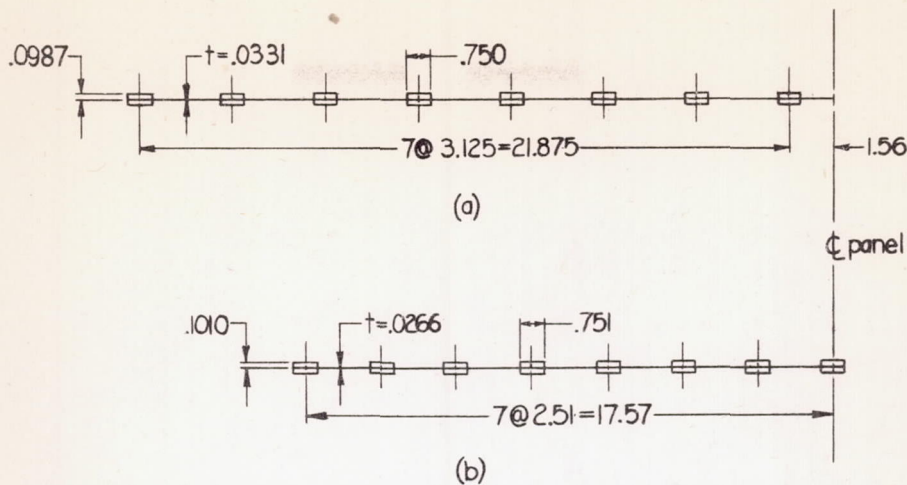 .0987 t=.0331 .750
7@ 3.125=21.875 1.56
(a)
℄ panel
.1010 t=.0266 .751
7@2.51=17.57
(b)